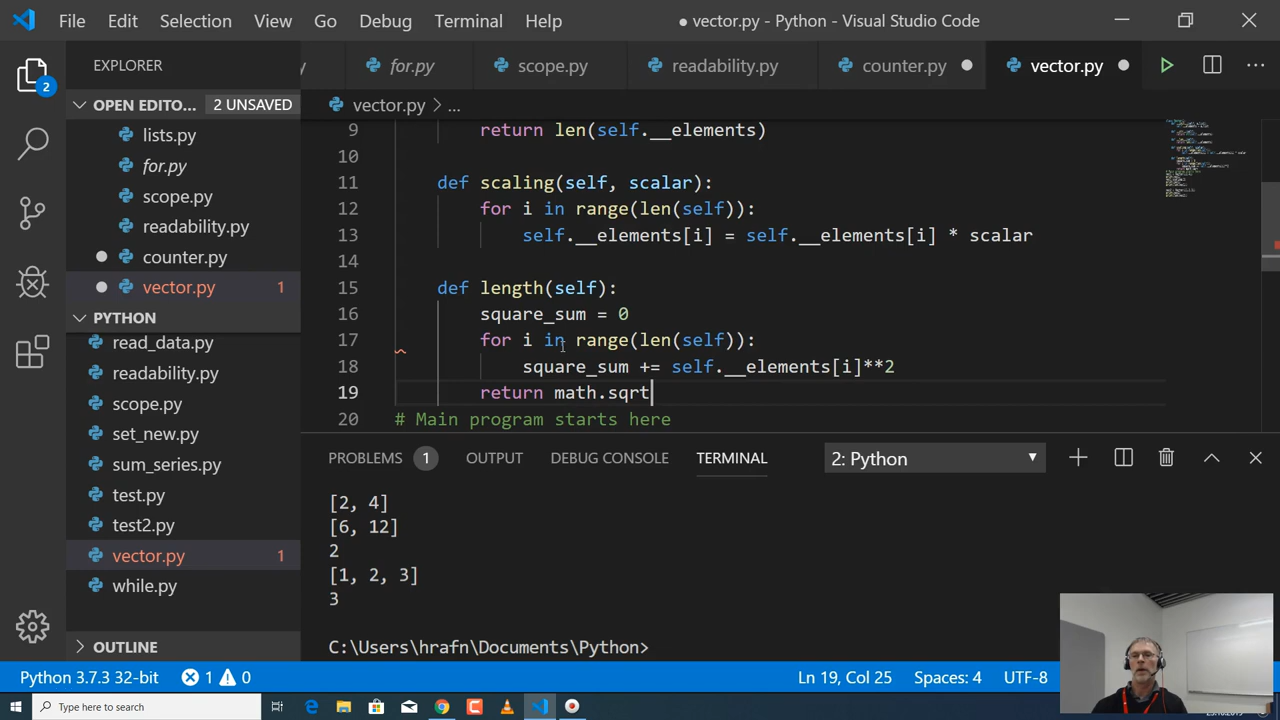 File Edit Selection View Go Debug Terminal Help ● vector.py - Python - Visual Studio Code
EXPLORER
for.py scope.py readability.py counter.py vector.py
OPEN EDITO... 2 UNSAVED
vector.py > ...
lists.py
for.py
scope.py
readability.py
counter.py
vector.py 1
PYTHON
read_data.py
readability.py
scope.py
set_new.py
sum_series.py
test.py
test2.py
vector.py 1
while.py
OUTLINE
2
9 return len(self.__elements)
10
11 def scaling(self, scalar):
12 for i in range(len(self)):
13 self.__elements[i] = self.__elements[i] * scalar
14
15 def length(self):
16 square_sum = 0
17 for i in range(len(self)):
18 square_sum += self.__elements[i]**2
19 return math.sqrt
20 # Main program starts here
PROBLEMS 1 OUTPUT DEBUG CONSOLE TERMINAL 2: Python
[2, 4]
[6, 12]
2
[1, 2, 3]
3
C:\Users\hrafn\Documents\Python>
Python 3.7.3 32-bit 1 0 Ln 19, Col 25 Spaces: 4 UTF-8
Type here to search